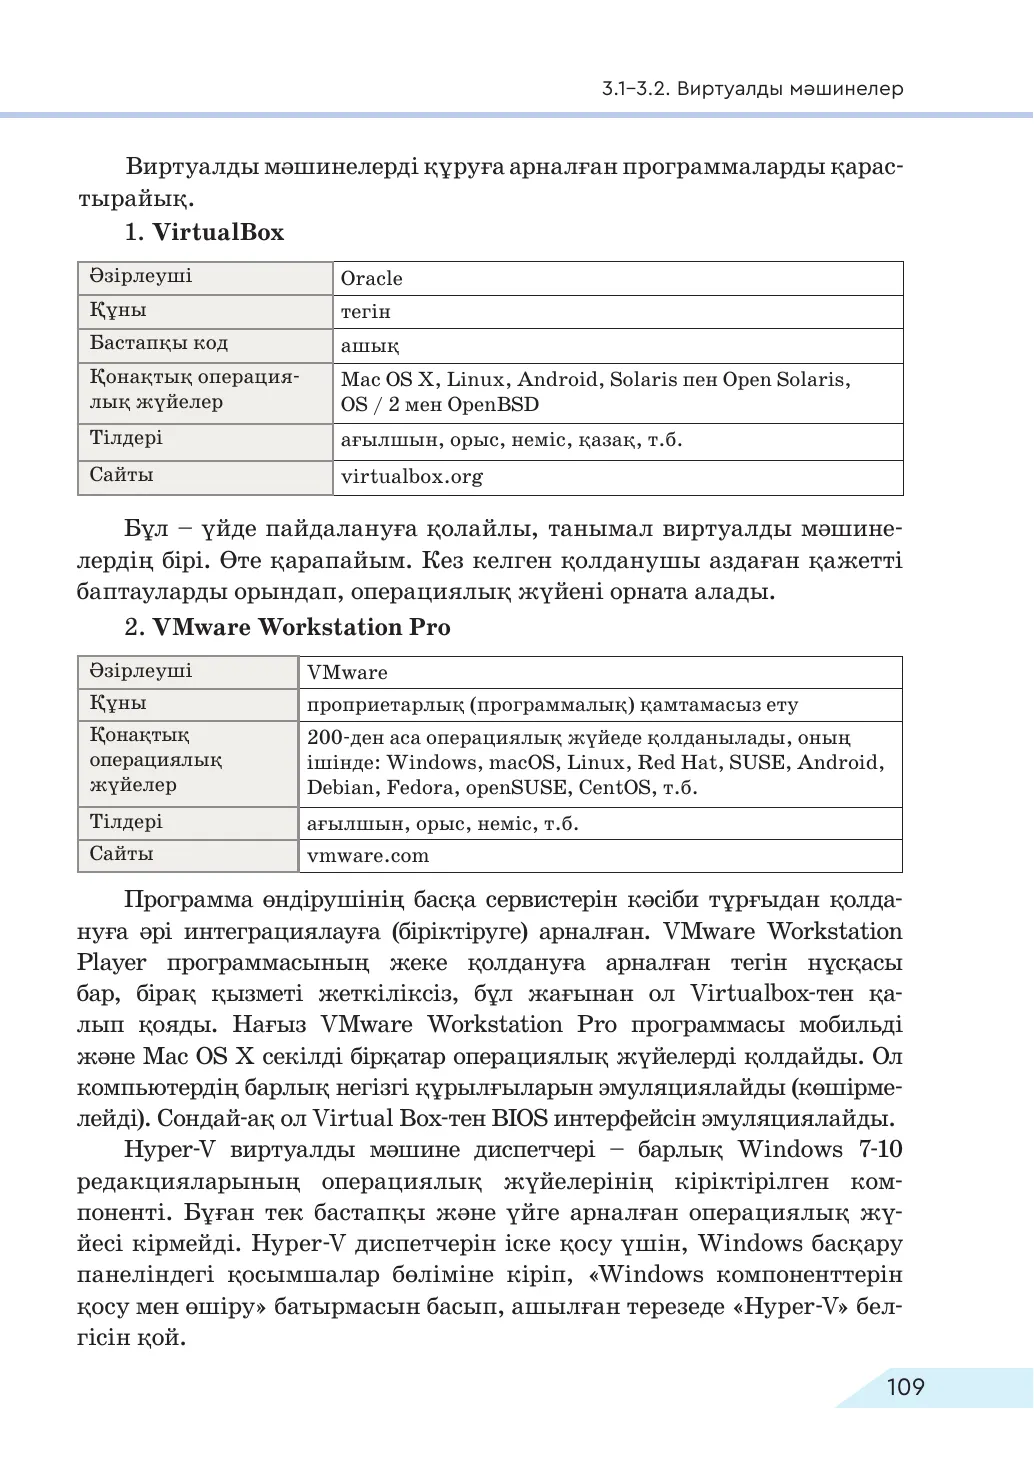 3.1–3.2. Виртуалды мәшинелер
Виртуалды мәшинелерді құруға арналған программаларды қарас-
тырайық.
1. VirtualBox
Әзірлеуші
Oracle
Құны
тегін
Бастапқы код
ашық
Қонақтық операция-
лық жүйелер
Mac OS X, Linux, Android, Solaris пен Open Solaris,
OS / 2 мен OpenBSD
Тілдері
ағылшын, орыс, неміс, қазақ, т.б.
Сайты
virtualbox.org
Бұл – үйде пайдалануға қолайлы, танымал виртуалды мәшине-
лердің бірі. Өте қарапайым. Кез келген қолданушы аздаған қажетті
баптауларды орындап, операциялық жүйені орната алады.
2. VMware Workstation Pro
Әзірлеуші
VMware
Құны
проприетарлық (программалық) қамтамасыз ету
Қонақтық
операциялық
жүйелер
200-ден аса операциялық жүйеде қолданылады, оның
ішінде: Windows, macOS, Linux, Red Hat, SUSE, Android,
Debian, Fedora, openSUSE, CentOS, т.б.
Тілдері
ағылшын, орыс, неміс, т.б.
Сайты
vmware.com
Программа өндірушінің басқа сервистерін кәсіби тұрғыдан қолда-
нуға әрі интеграциялауға (біріктіруге) арналған. VMware Workstation
Player программасының жеке қолдануға арналған тегін нұсқасы
бар, бірақ қызметі жеткіліксіз, бұл жағынан ол Virtualbox-тен қа-
лып қояды. Нағыз VMware Workstation Pro программасы мобильді
және Mac OS X секілді бірқатар операциялық жүйелерді қолдайды. Ол
компьютердің барлық негізгі құрылғыларын эмуляциялайды (көшірме-
лейді). Сондай-ақ ол Virtual Box-тен BIOS интерфейсін эмуляциялайды.
Hyper-V виртуалды мәшине диспетчері – барлық Windows 7-10
редакцияларының операциялық жүйелерінің кіріктірілген ком-
поненті. Бұған тек бастапқы және үйге арналған операциялық жү-
йесі кірмейді. Hyper-V диспетчерін іске қосу үшін, Windows басқару
панеліндегі қосымшалар бөліміне кіріп, «Windows компоненттерін
қосу мен өшіру» батырмасын басып, ашылған терезеде «Hyper-V» бел-
гісін қой.
109